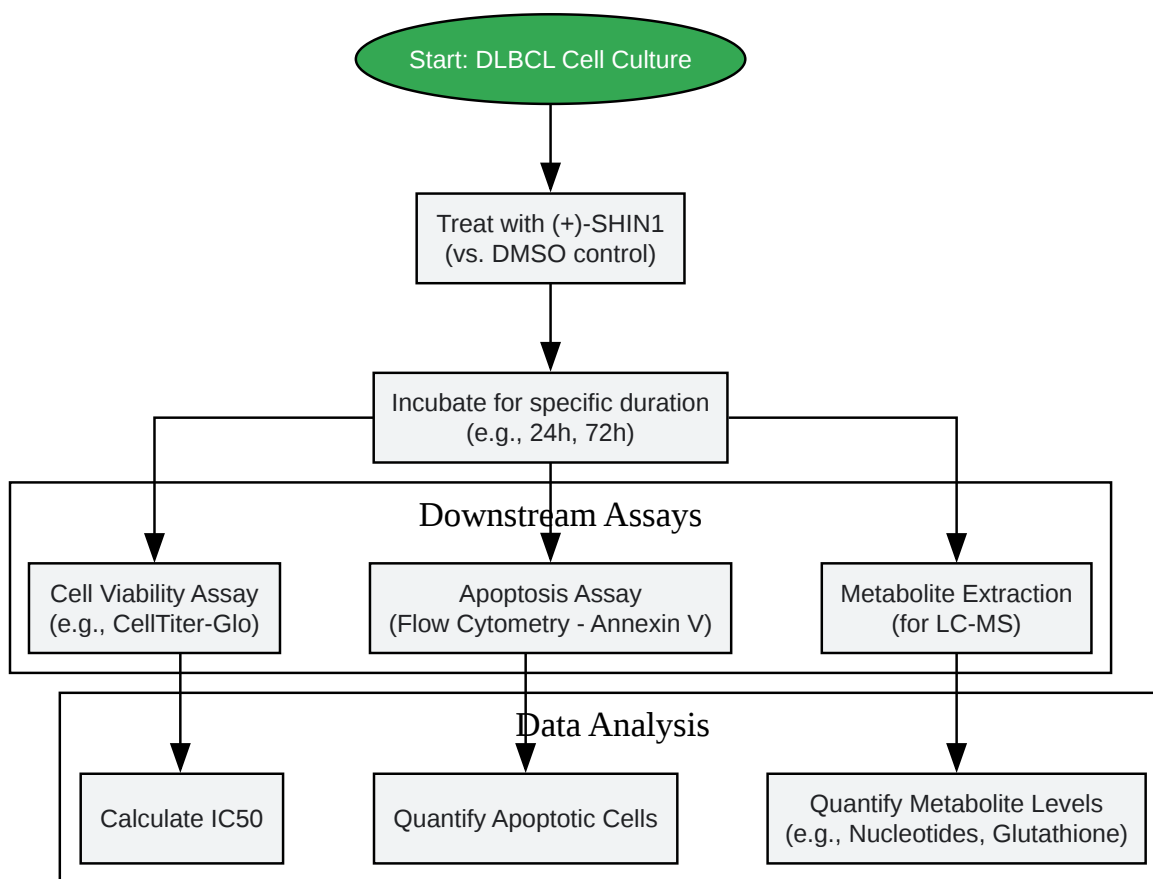 Start: DLBCL Cell Culture
Treat with (+)-SHIN1
(vs. DMSO control)
Incubate for specific duration
(e.g., 24h, 72h)
Downstream Assays
Cell Viability Assay
(e.g., CellTiter-Glo)
Apoptosis Assay
(Flow Cytometry - Annexin V)
Metabolite Extraction
(for LC-MS)
Data Analysis
Calculate IC50
Quantify Apoptotic Cells
Quantify Metabolite Levels
(e.g., Nucleotides, Glutathione)